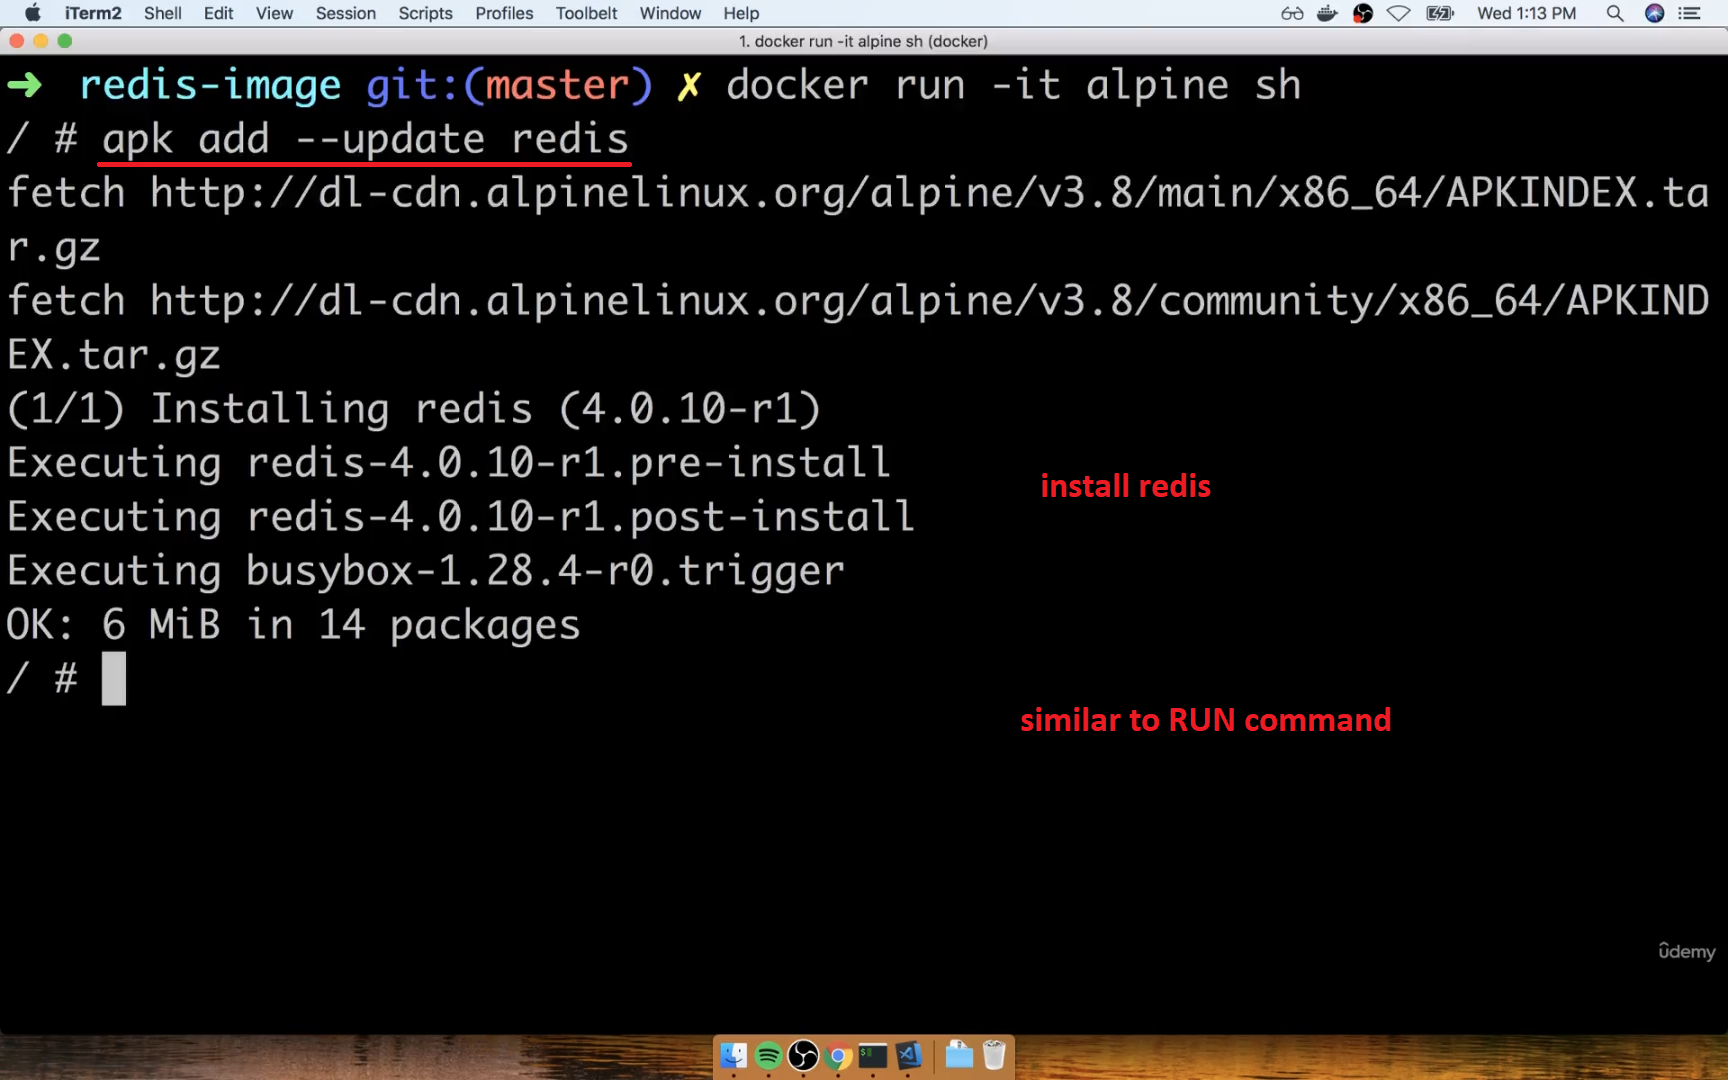 iTerm2 Shell Edit View Session Scripts Profiles Toolbelt Window Help Wed 1:13 PM
1. docker run -it alpine sh (docker)
➜ redis-image git:(master) ✗ docker run -it alpine sh
/ # apk add --update redis
fetch http://dl-cdn.alpinelinux.org/alpine/v3.8/main/x86_64/APKINDEX.ta
r.gz
fetch http://dl-cdn.alpinelinux.org/alpine/v3.8/community/x86_64/APKIND
EX.tar.gz
(1/1) Installing redis (4.0.10-r1)
Executing redis-4.0.10-r1.pre-install
install redis
Executing redis-4.0.10-r1.post-install
Executing busybox-1.28.4-r0.trigger
OK: 6 MiB in 14 packages
/ #
similar to RUN command
ûdemy